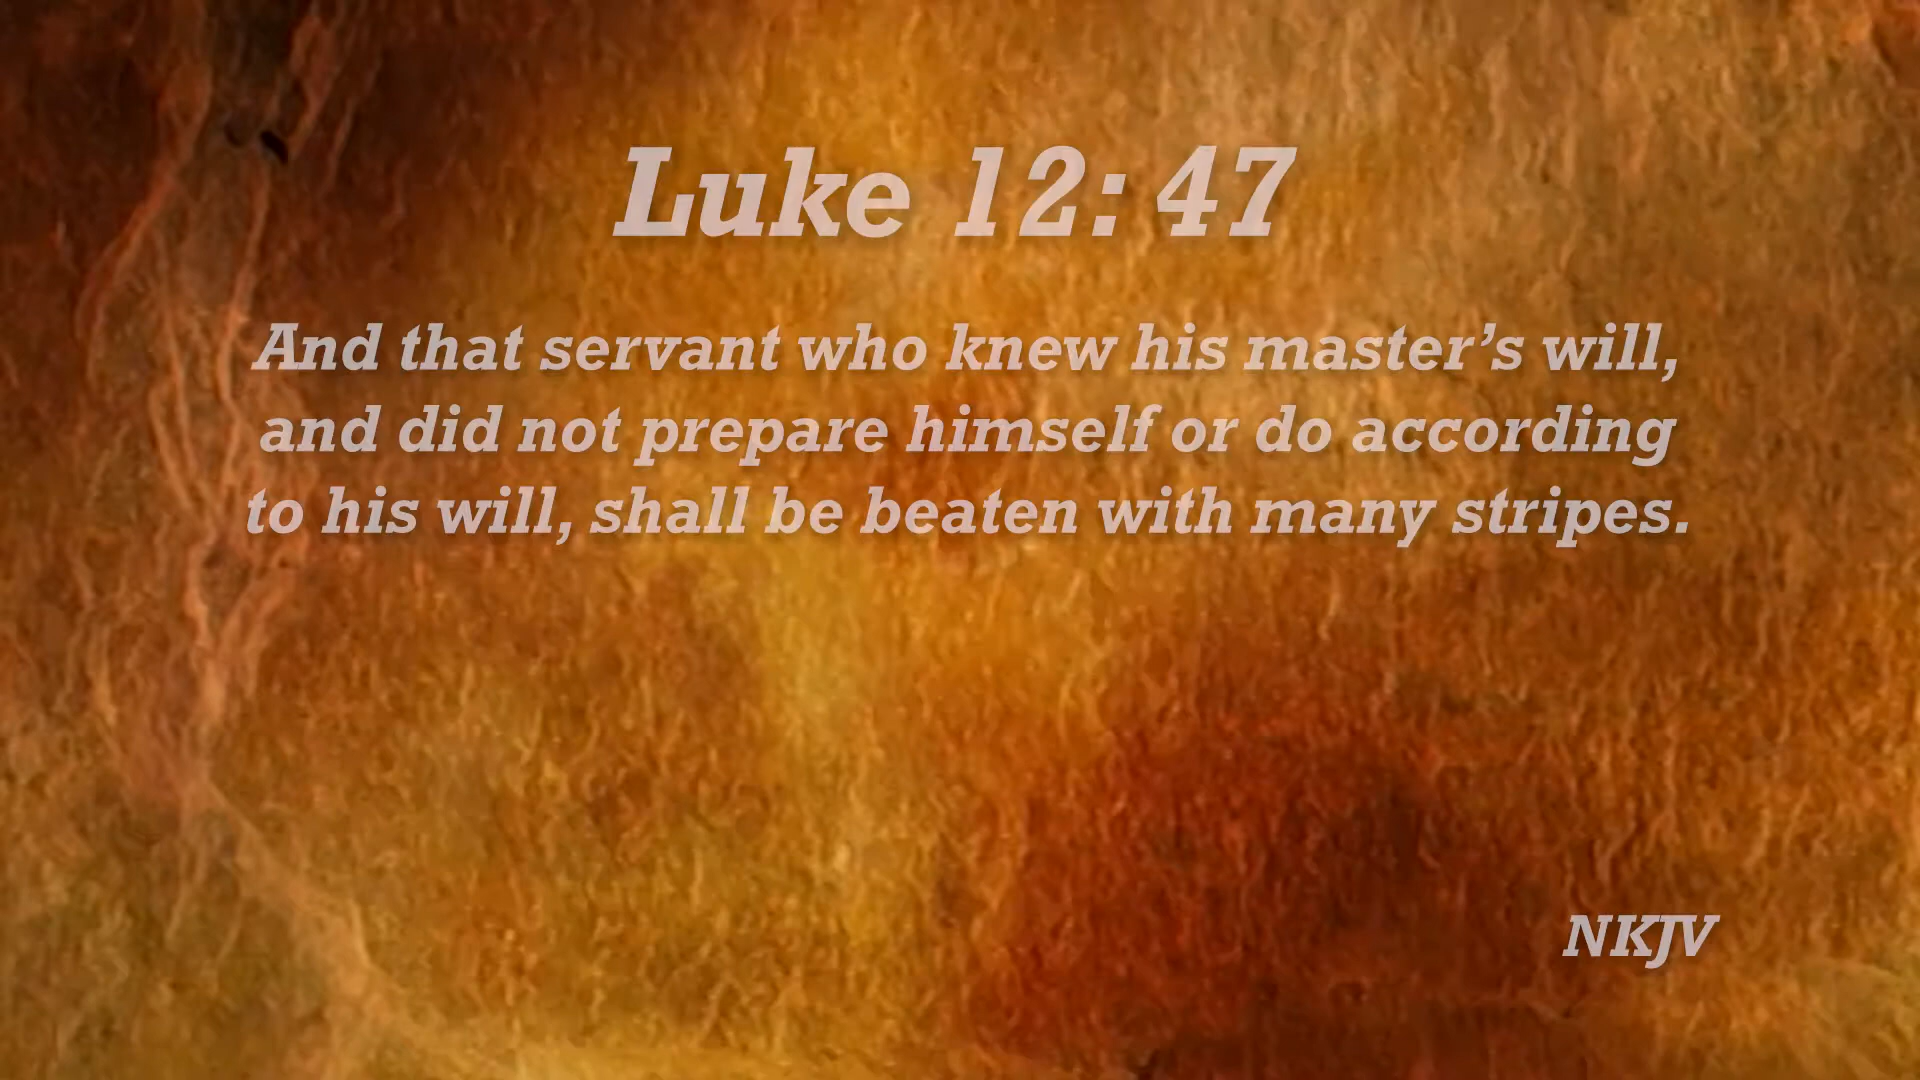 Luke 12:47
And that servant who knew his master’s will,
and did not prepare himself or do according
to his will, shall be beaten with many stripes.
NKJV